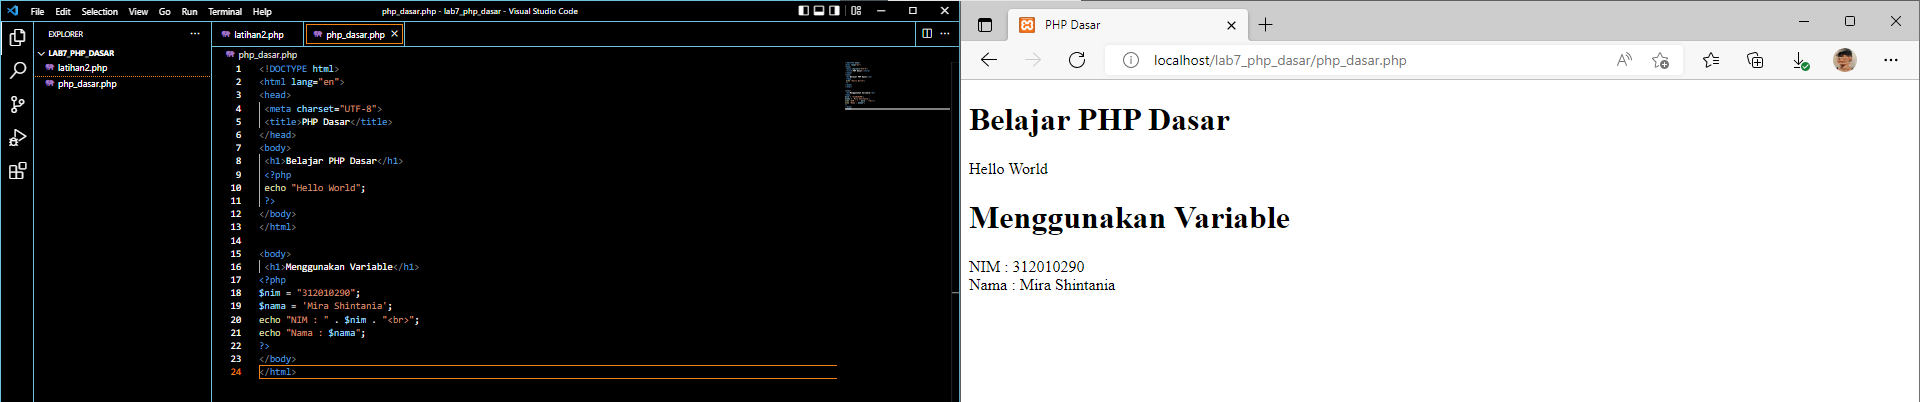 File Edit Selection View Go Run Terminal Help
php_dasar.php - lab7_php_dasar - Visual Studio Code
EXPLORER
LAB7_PHP_DASAR
latihan2.php
php_dasar.php
latihan2.php
php_dasar.php
php_dasar.php
1 <!DOCTYPE html>
2 <html lang="en">
3 <head>
4 <meta charset="UTF-8">
5 <title>PHP Dasar</title>
6 </head>
7 <body>
8 <h1>Belajar PHP Dasar</h1>
9 <?php
10 echo "Hello World";
11 ?>
12 </body>
13 </html>
14
15 <body>
16 <h1>Menggunakan Variable</h1>
17 <?php
18 $nim = "312010290";
19 $nama = 'Mira Shintania';
20 echo "NIM : " . $nim . "<br>";
21 echo "Nama : $nama";
22 ?>
23 </body>
24 </html>
PHP Dasar
localhost/lab7_php_dasar/php_dasar.php
Belajar PHP Dasar
Hello World
Menggunakan Variable
NIM : 312010290
Nama : Mira Shintania